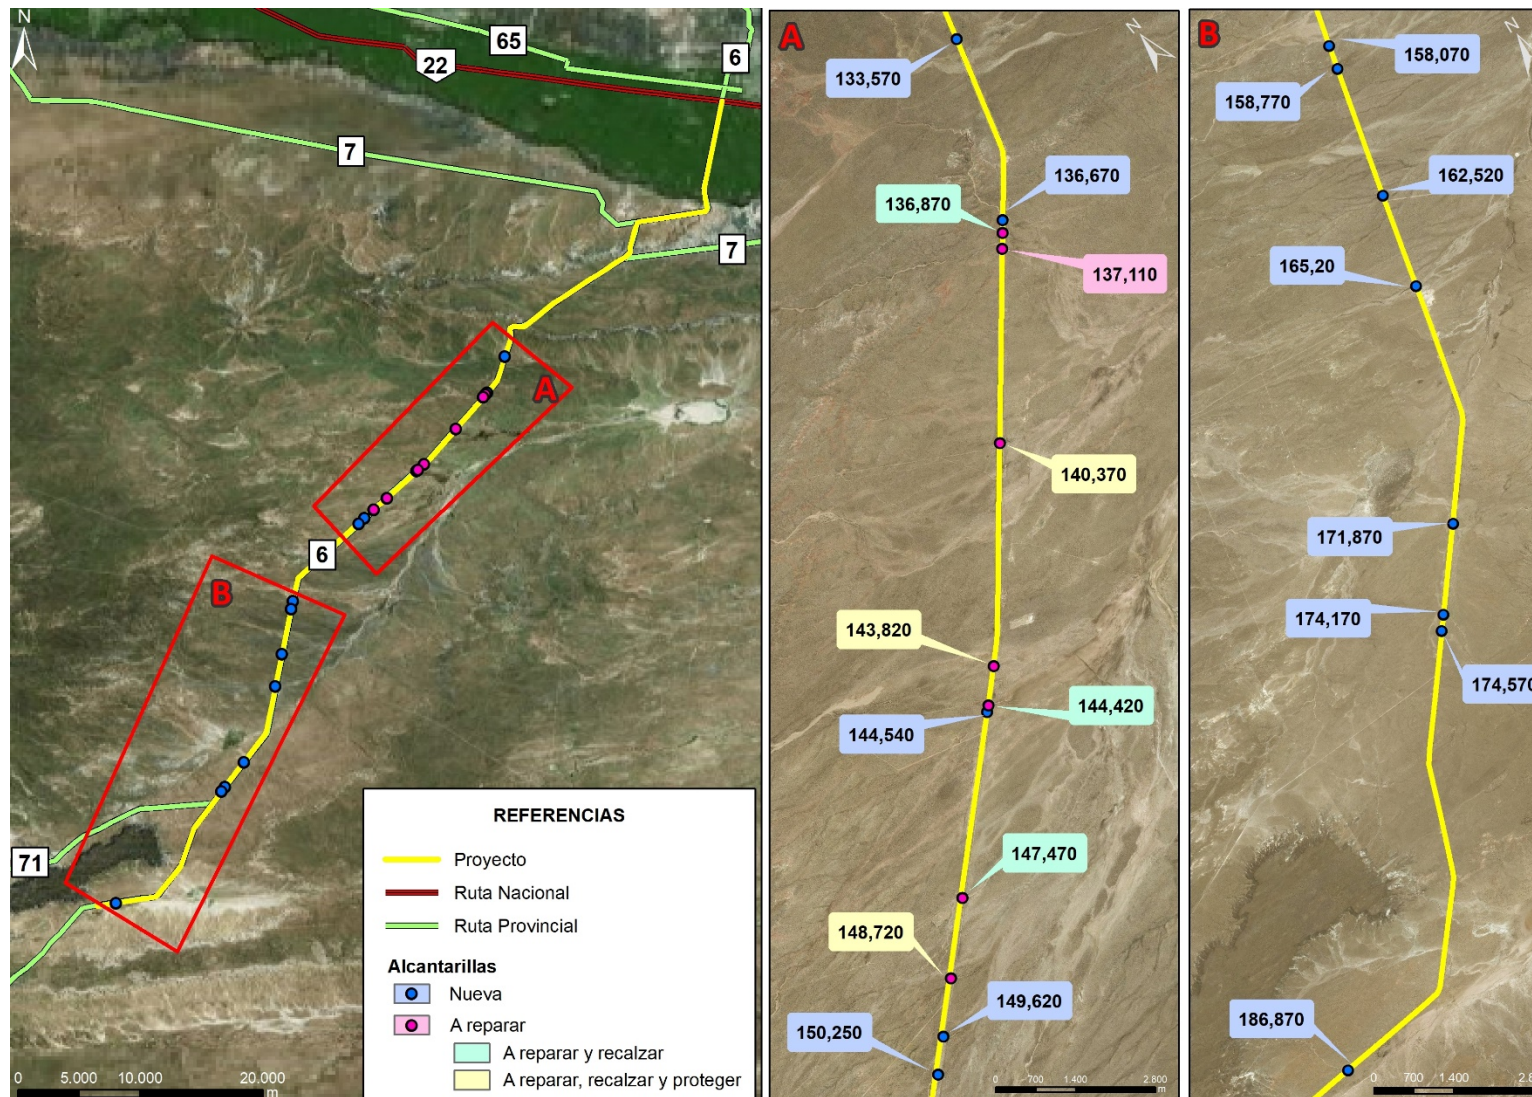 N
65
6
22
7
7
A
6
B
71
REFERENCIAS
Proyecto
Ruta Nacional
Ruta Provincial
Alcantarillas
Nueva
A reparar
A reparar y recalzar
A reparar, recalzar y proteger
0 5.000 10.000 20.000
m
A
N
133,570
136,670
136,870
137,110
140,370
143,820
144,420
144,540
147,470
148,720
149,620
150,250
0 700 1.400 2.800
m
B
N
158,070
158,770
162,520
165,20
171,870
174,170
174,570
186,870
0 700 1.400 2.8
m